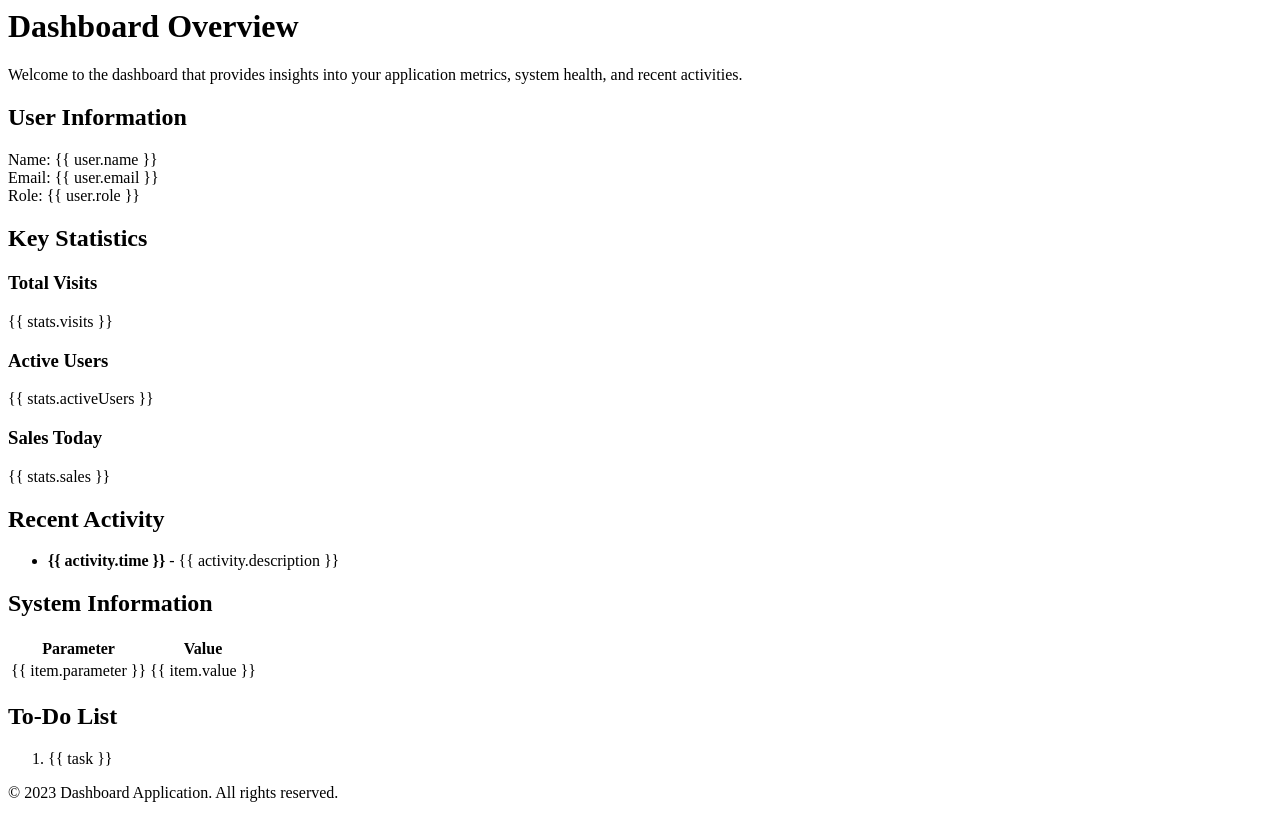 Dashboard Overview
Welcome to the dashboard that provides insights into your application metrics, system health, and recent activities.
User Information
Name: {{ user.name }}
Email: {{ user.email }}
Role: {{ user.role }}
Key Statistics
Total Visits
{{ stats.visits }}
Active Users
{{ stats.activeUsers }}
Sales Today
{{ stats.sales }}
Recent Activity
• {{ activity.time }} - {{ activity.description }}
System Information
Parameter Value
{{ item.parameter }} {{ item.value }}
To-Do List
1. {{ task }}
© 2023 Dashboard Application. All rights reserved.